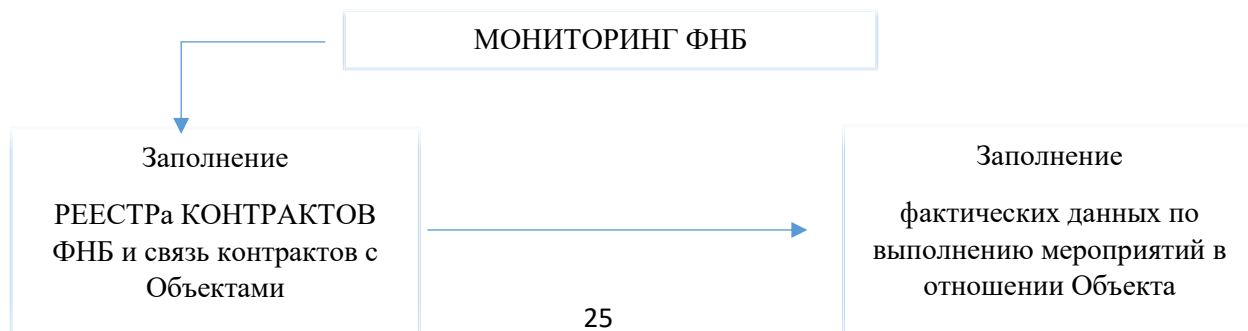 МОНИТОРИНГ ФНБ
Заполнение
РЕЕСТРа КОНТРАКТОВ
ФНБ и связь контрактов с
Объектами
Заполнение
фактических данных по
выполнению мероприятий в
отношении Объекта
25